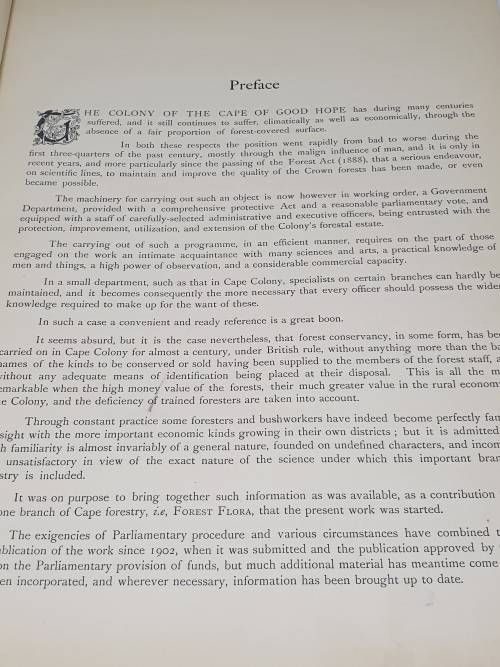 Preface
THE COLONY OF THE CAPE OF GOOD HOPE has during many centuries
suffered, and it still continues to suffer, climatically as well as economically, through the
absence of a fair proportion of forest-covered surface.
In both these respects the position went rapidly from bad to worse during the
first three-quarters of the past century, mostly through the malign influence of man, and it is only in
recent years, and more particularly since the passing of the Forest Act (1888), that a serious endeavour,
on scientific lines, to maintain and improve the quality of the Crown forests has been made, or even
became possible.
The machinery for carrying out such an object is now however in working order, a Government
Department, provided with a comprehensive protective Act and a reasonable parliamentary vote, and
equipped with a staff of carefully-selected administrative and executive officers, being entrusted with the
protection, improvement, utilization, and extension of the Colony's forestal estate.
The carrying out of such a programme, in an efficient manner, requires on the part of those
engaged on the work an intimate acquaintance with many sciences and arts, a practical knowledge of
men and things, a high power of observation, and a considerable commercial capacity.
In a small department, such as that in Cape Colony, specialists on certain branches can hardly be
maintained, and it becomes consequently the more necessary that every officer should possess the wider
knowledge required to make up for the want of these.
In such a case a convenient and ready reference is a great boon.
It seems absurd, but it is the case nevertheless, that forest conservancy, in some form, has bee
carried on in Cape Colony for almost a century, under British rule, without anything more than the ba
names of the kinds to be conserved or sold having been supplied to the members of the forest staff, a
without any adequate means of identification being placed at their disposal. This is all the m
remarkable when the high money value of the forests, their much greater value in the rural econom
e Colony, and the deficiency of trained foresters are taken into account.
Through constant practice some foresters and bushworkers have indeed become perfectly fam
sight with the more important economic kinds growing in their own districts ; but it is admitted
h familiarity is almost invariably of a general nature, founded on undefined characters, and incom
unsatisfactory in view of the exact nature of the science under which this important bran
stry is included.
It was on purpose to bring together such information as was available, as a contribution
one branch of Cape forestry, i.e, FOREST FLORA, that the present work was started.
The exigencies of Parliamentary procedure and various circumstances have combined t
ublication of the work since 1902, when it was submitted and the publication approved by
on the Parliamentary provision of funds, but much additional material has meantime come
en incorporated, and wherever necessary, information has been brought up to date.